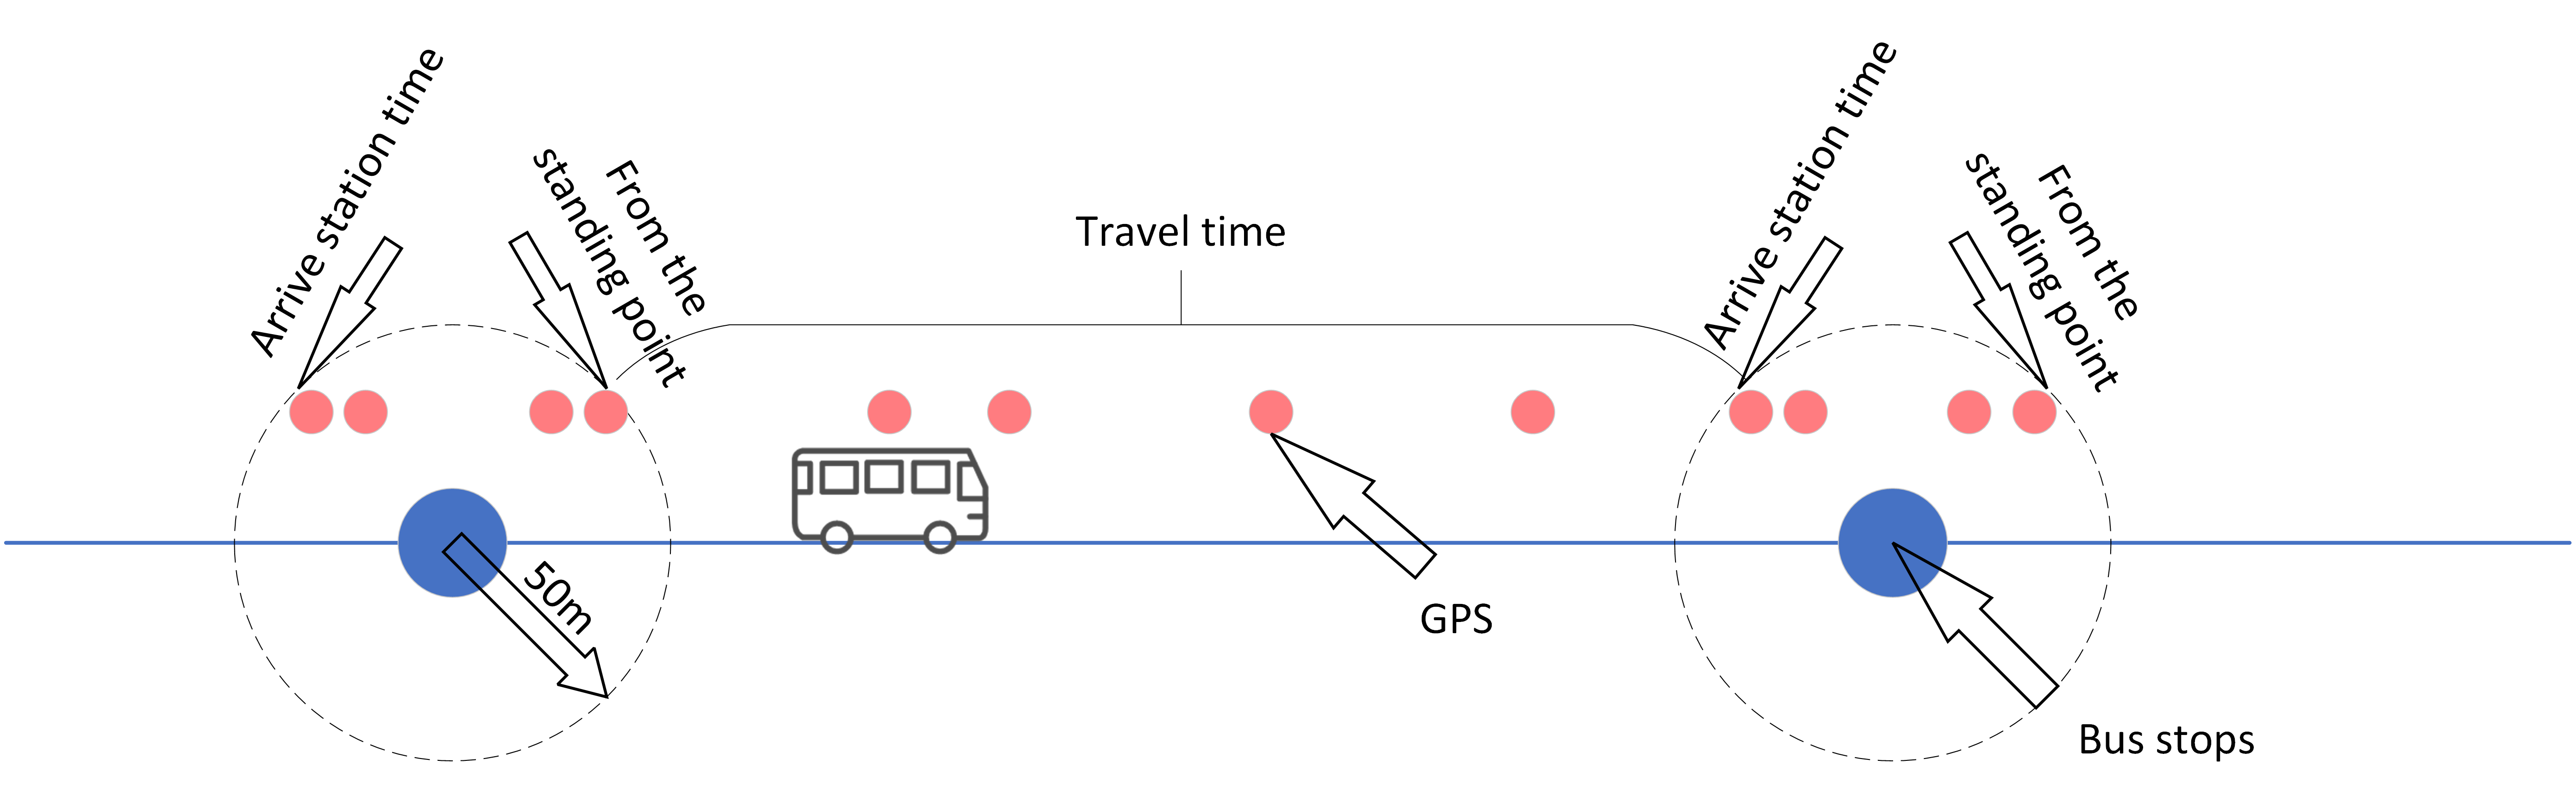 Arrive station time
From the
standing point
Travel time
Arrive station time
From the
standing point
50m
GPS
Bus stops